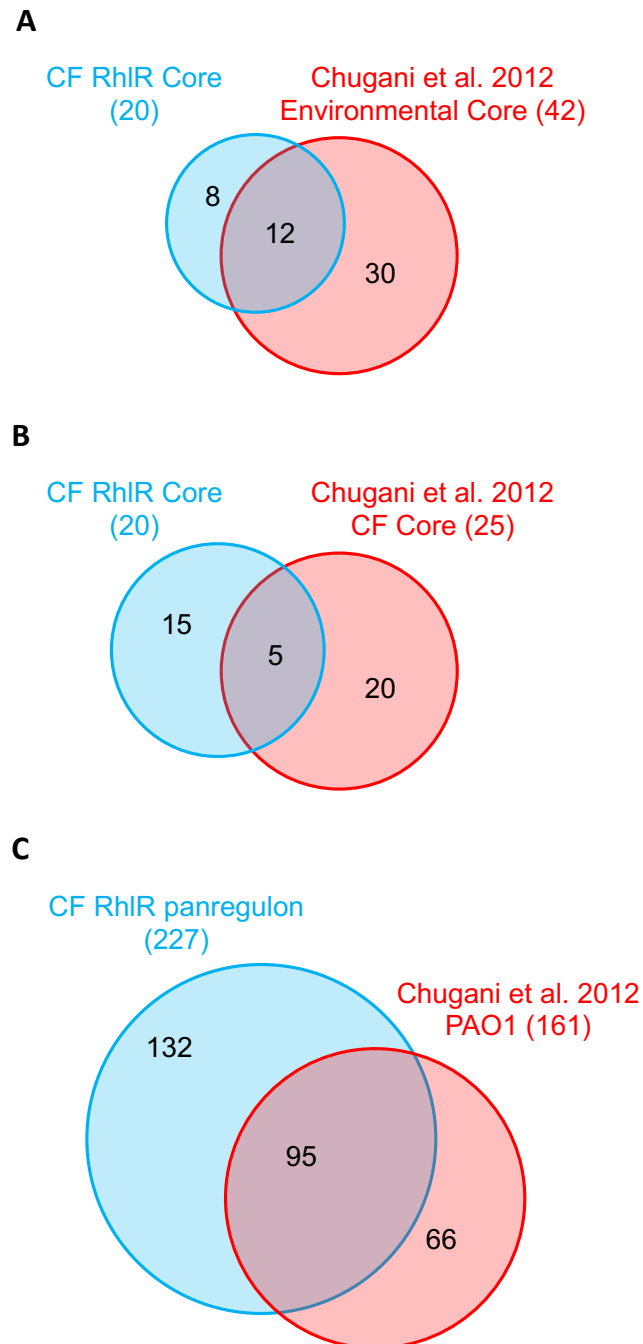 A
CF RhlR Core
(20)
Chugani et al. 2012
Environmental Core (42)
8
12
30
B
CF RhlR Core
(20)
Chugani et al. 2012
CF Core (25)
15
5
20
C
CF RhlR panregulon
(227)
Chugani et al. 2012
PAO1 (161)
132
95
66